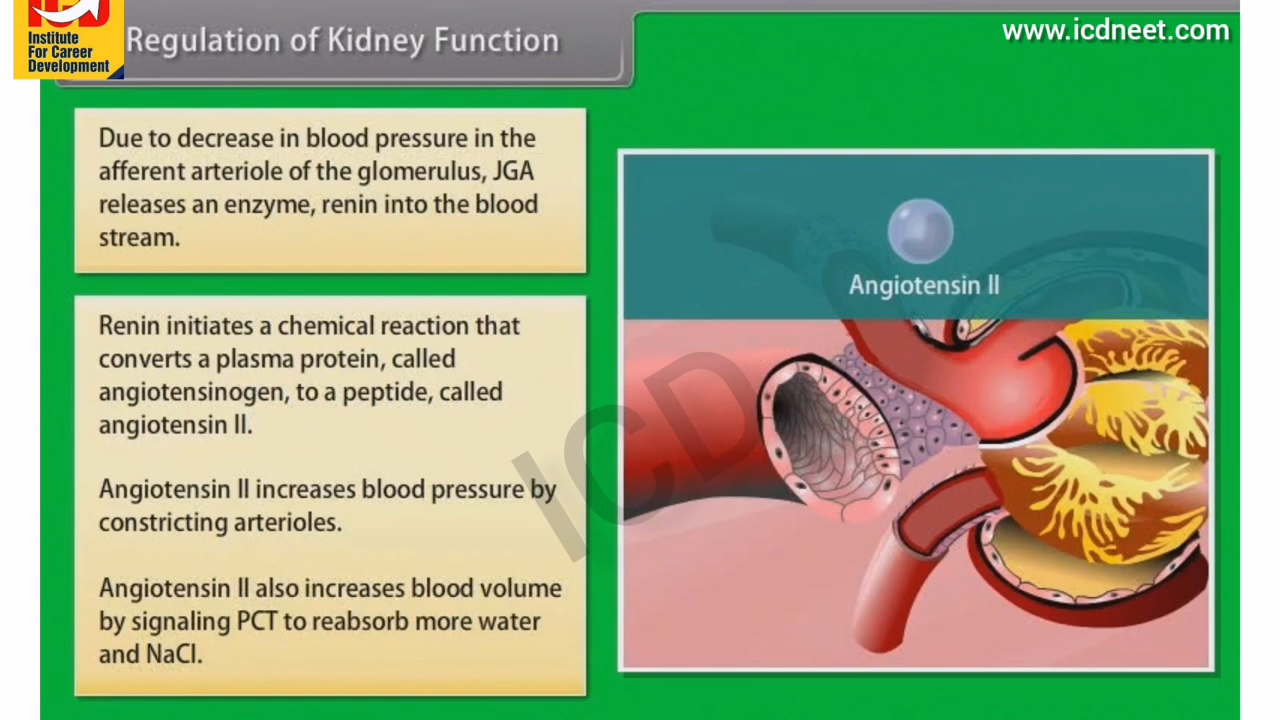 ICD
Institute
For Career
Development
Regulation of Kidney Function
www.icdneet.com
Due to decrease in blood pressure in the
afferent arteriole of the glomerulus, JGA
releases an enzyme, renin into the blood
stream.
Renin initiates a chemical reaction that
converts a plasma protein, called
angiotensinogen, to a peptide, called
angiotensin II.
Angiotensin II increases blood pressure by
constricting arterioles.
Angiotensin II also increases blood volume
by signaling PCT to reabsorb more water
and NaCl.
Angiotensin II
ICD